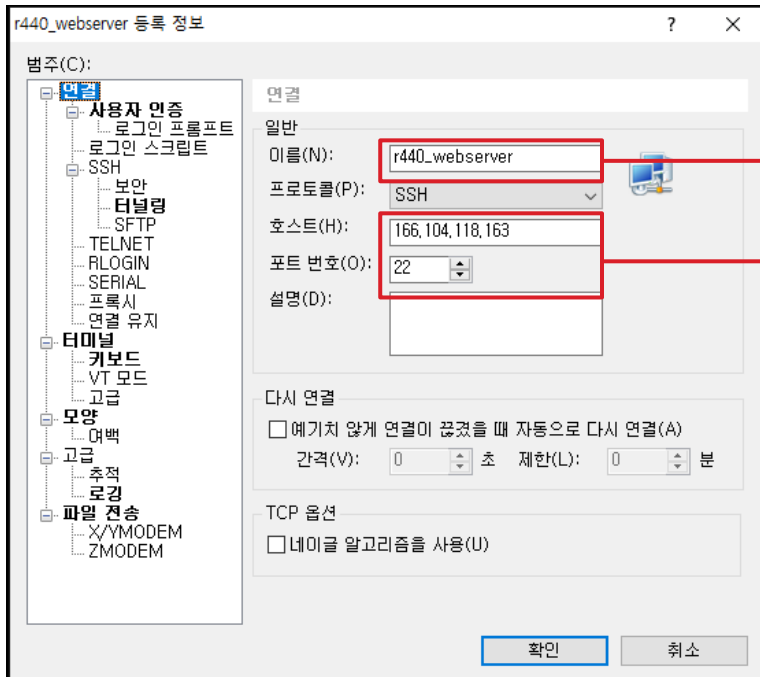 r440_webserver 등록 정보
범주(C):
연결
사용자 인증
로그인 프롬프트
로그인 스크립트
SSH
보안
터널링
SFTP
TELNET
RLOGIN
SERIAL
프록시
연결 유지
터미널
키보드
VT 모드
고급
모양
여백
고급
추적
로깅
파일 전송
X/YMODEM
ZMODEM
연결
일반
이름(N): r440_webserver
프로토콜(P): SSH
호스트(H): 166,104,118,163
포트 번호(O): 22
설명(D):
다시 연결
예기치 않게 연결이 끊겼을 때 자동으로 다시 연결(A)
간격(V): 0 초 제한(L): 0 분
TCP 옵션
네이글 알고리즘을 사용(U)
확인 취소